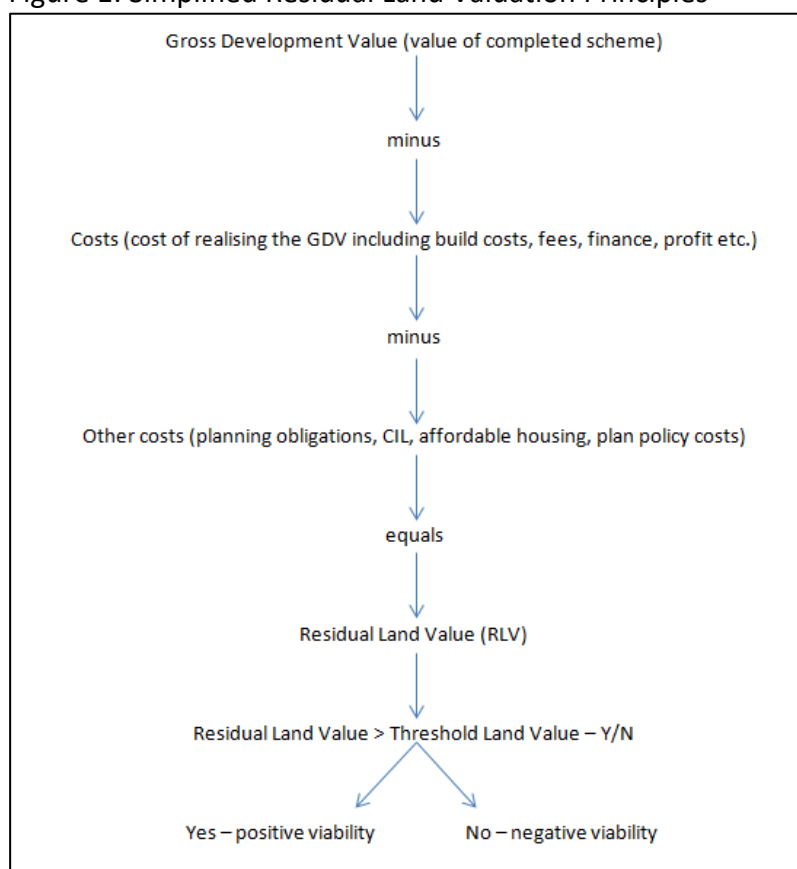 Figure 1: Simplified Residual Land Valuation Principles
Gross Development Value (value of completed scheme)
minus
Costs (cost of realising the GDV including build costs, fees, finance, profit etc.)
minus
Other costs (planning obligations, CIL, affordable housing, plan policy costs)
equals
Residual Land Value (RLV)
Residual Land Value > Threshold Land Value – Y/N
Yes – positive viability
No – negative viability